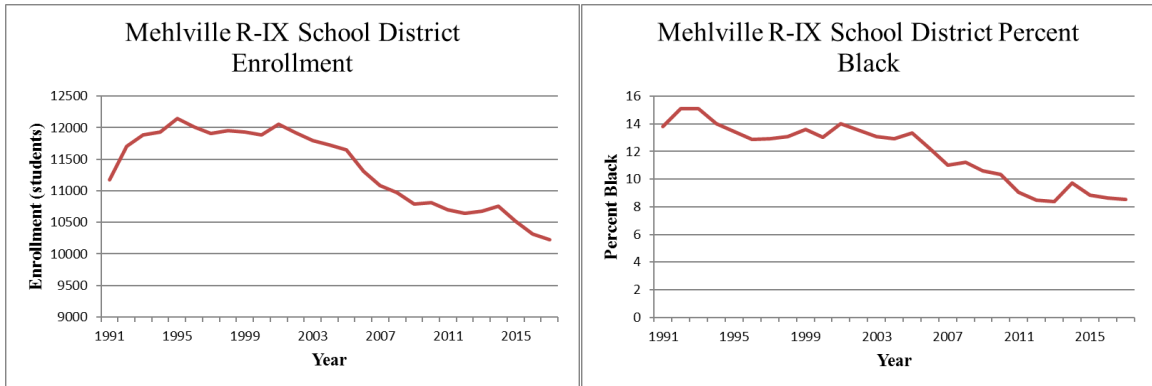 Mehlville R-IX School District
Enrollment
12500
12000
11500
11000
10500
10000
9500
9000
Enrollment (students)
1991 1995 1999 2003 2007 2011 2015
Year
Mehlville R-IX School District Percent
Black
16
14
12
10
8
6
4
2
0
Percent Black
1991 1995 1999 2003 2007 2011 2015
Year